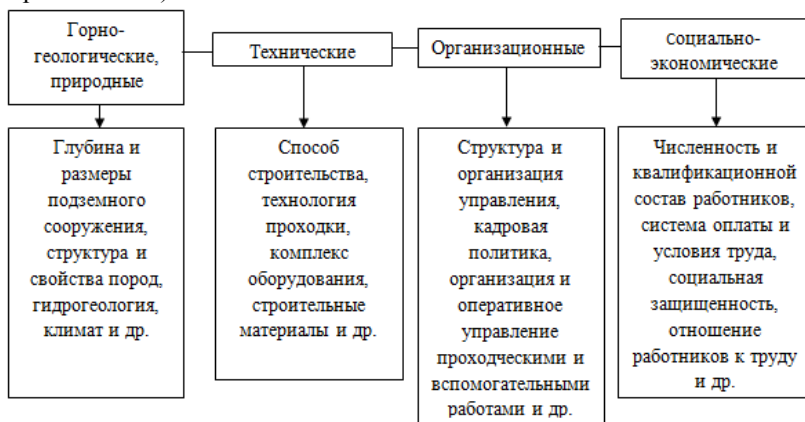 Горно-
геологические,
природные
Технические
Организационные
Социально-
экономические
Глубина и
размеры
подземного
сооружения,
структура и
свойства пород,
гидрогеология,
климат и др.
Способ
строительства,
технология
проходки,
комплекс
оборудования,
строительные
материалы и др.
Структура и
организация
управления,
кадровая
политика,
организация и
оперативное
управление
проходческими и
вспомогательными
работами и др.
Численность и
квалификационной
состав работников,
система оплаты и
условия труда,
социальная
защищенность,
отношение
работников к труду
и др.